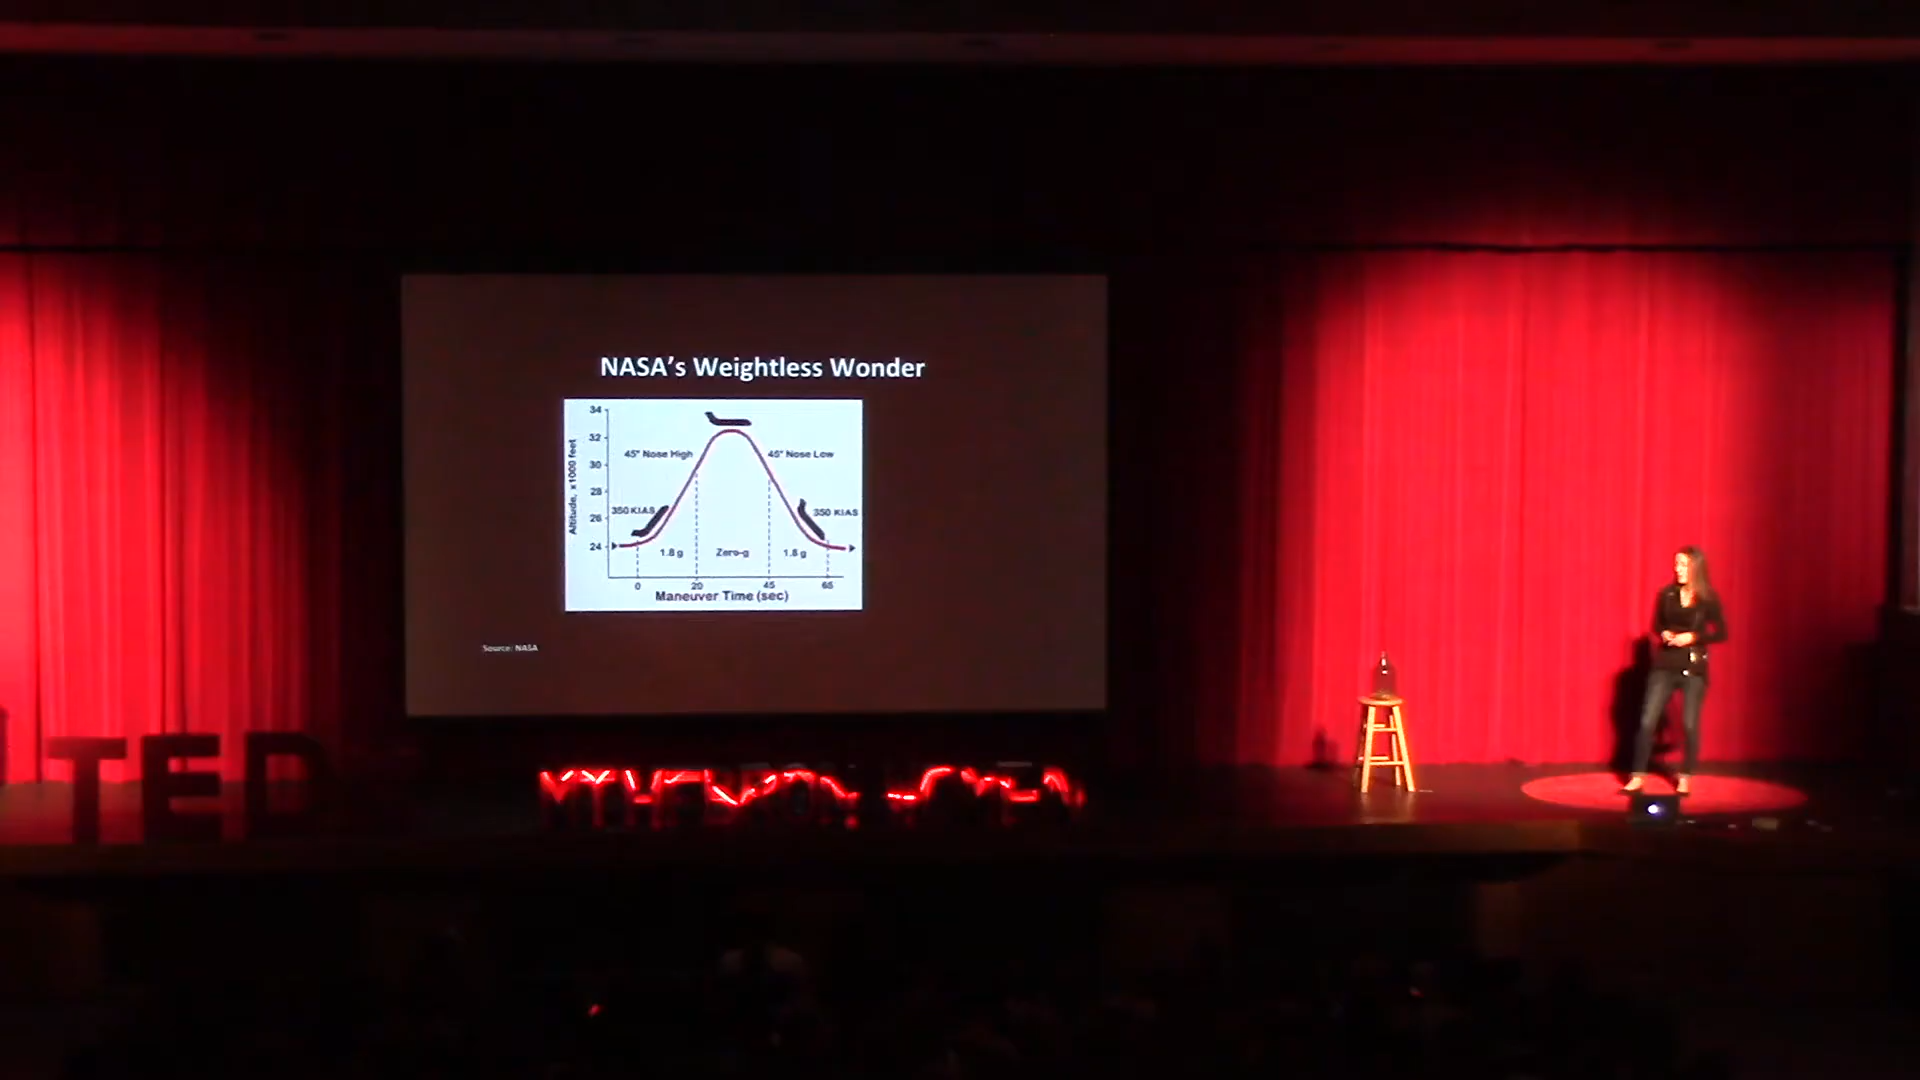 NASA's Weightless Wonder
34
32
30
28
26
24
Altitude, x1000 feet
45° Nose High
45° Nose Low
350 KIAS
350 KIAS
1.8 g
Zero-g
1.8 g
0
20
45
65
Maneuver Time (sec)
Source: NASA
TED